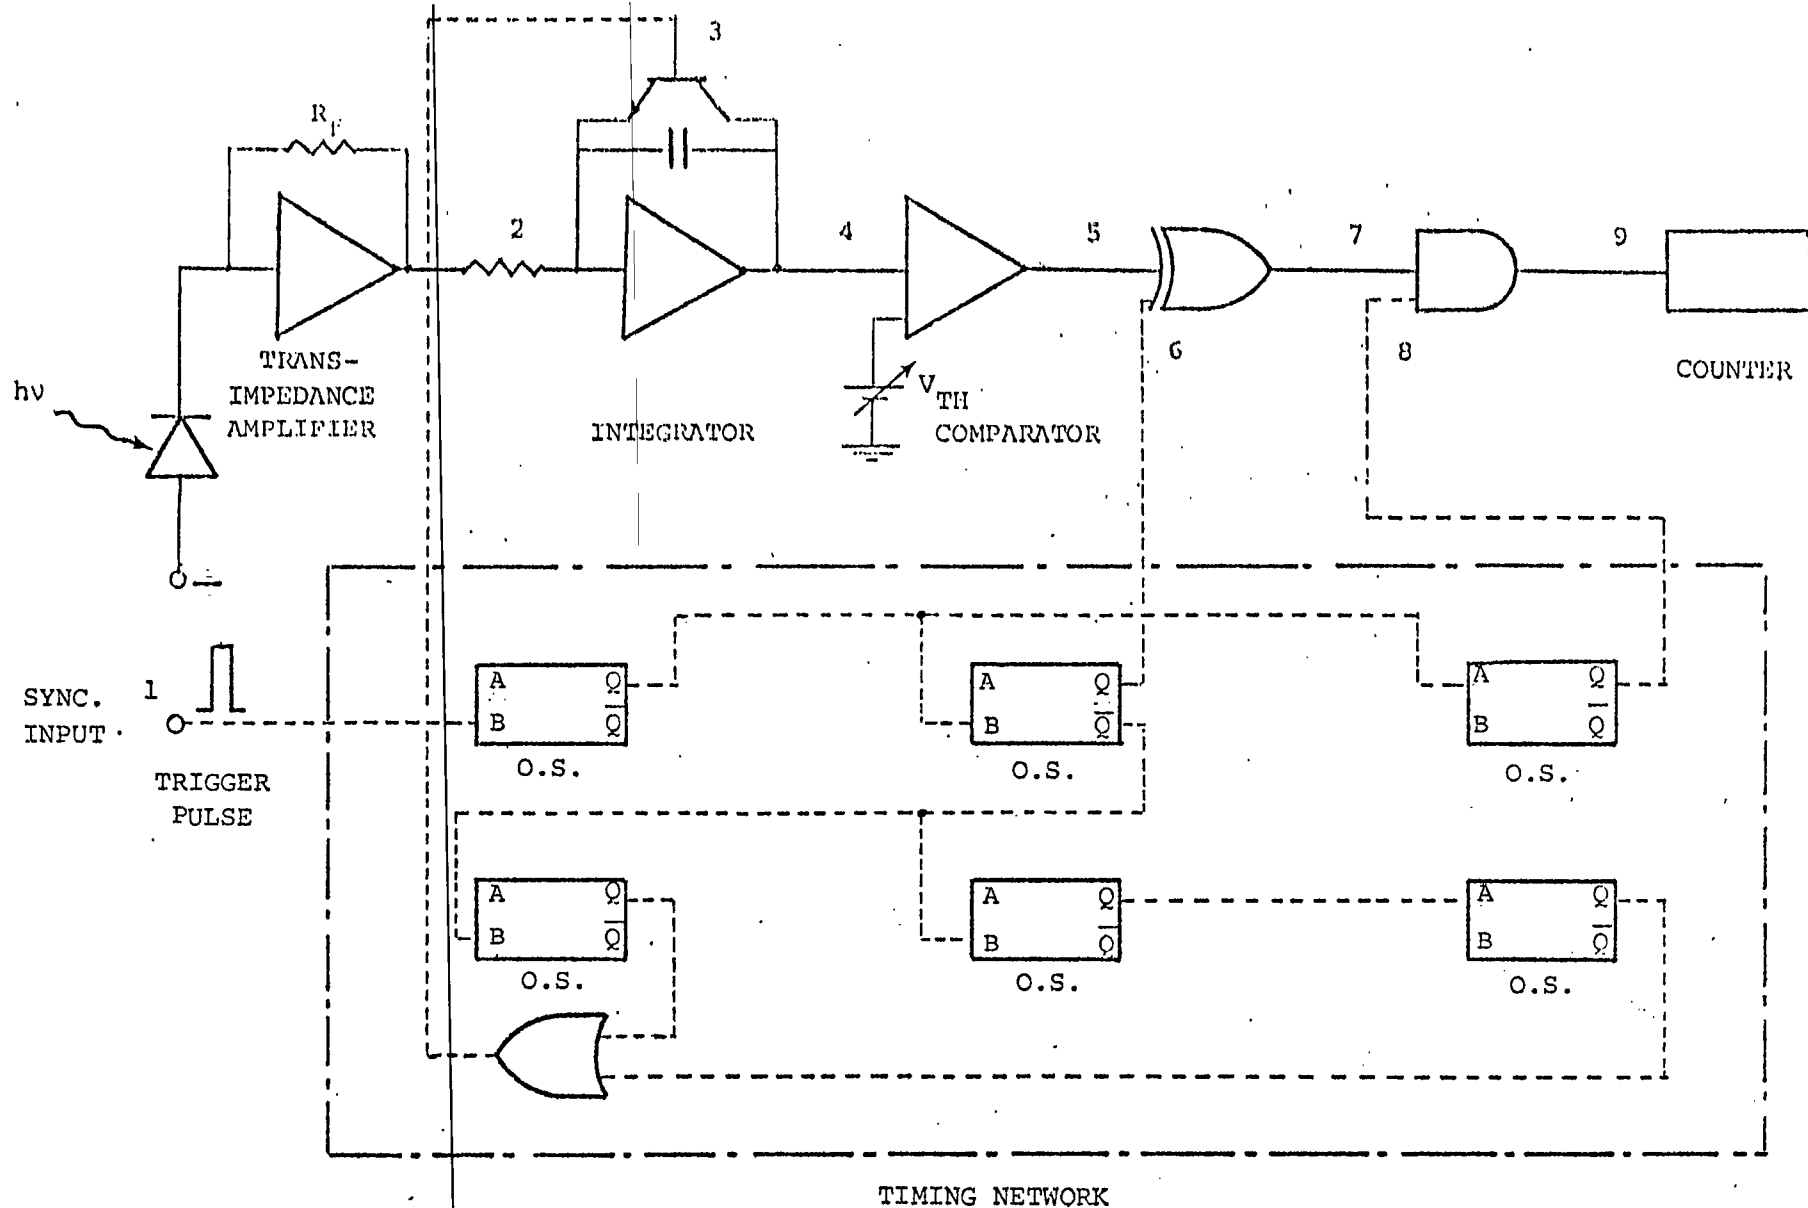 3
R_F
2
4
5
7
9
6
8
TRANS-
IMPEDANCE
AMPLIFIER
hν
INTEGRATOR
V_TH
COMPARATOR
COUNTER
SYNC.
INPUT
1
TRIGGER
PULSE
A Q
B Q̅
O.S.
A Q
B Q̅
O.S.
A Q
B Q̅
O.S.
A Q
B Q̅
O.S.
A Q
B Q̅
O.S.
A Q
B Q̅
O.S.
TIMING NETWORK